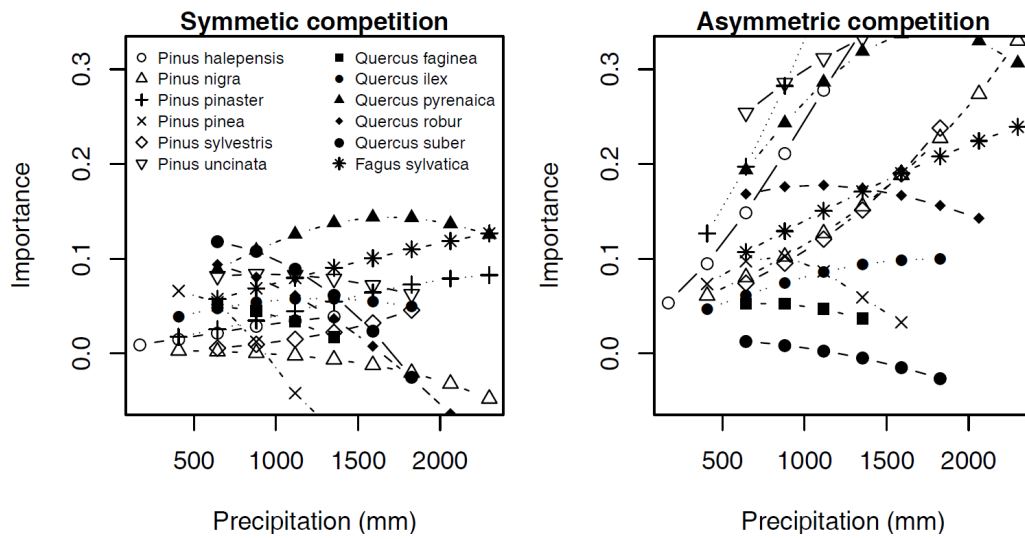 Symmetic competition
Asymmetric competition
Importance
0.3
0.2
0.1
0.0
Pinus halepensis
Pinus nigra
Pinus pinaster
Pinus pinea
Pinus sylvestris
Pinus uncinata
Quercus faginea
Quercus ilex
Quercus pyrenaica
Quercus robur
Quercus suber
Fagus sylvatica
500 1000 1500 2000
Precipitation (mm)
Importance
0.3
0.2
0.1
0.0
500 1000 1500 2000
Precipitation (mm)